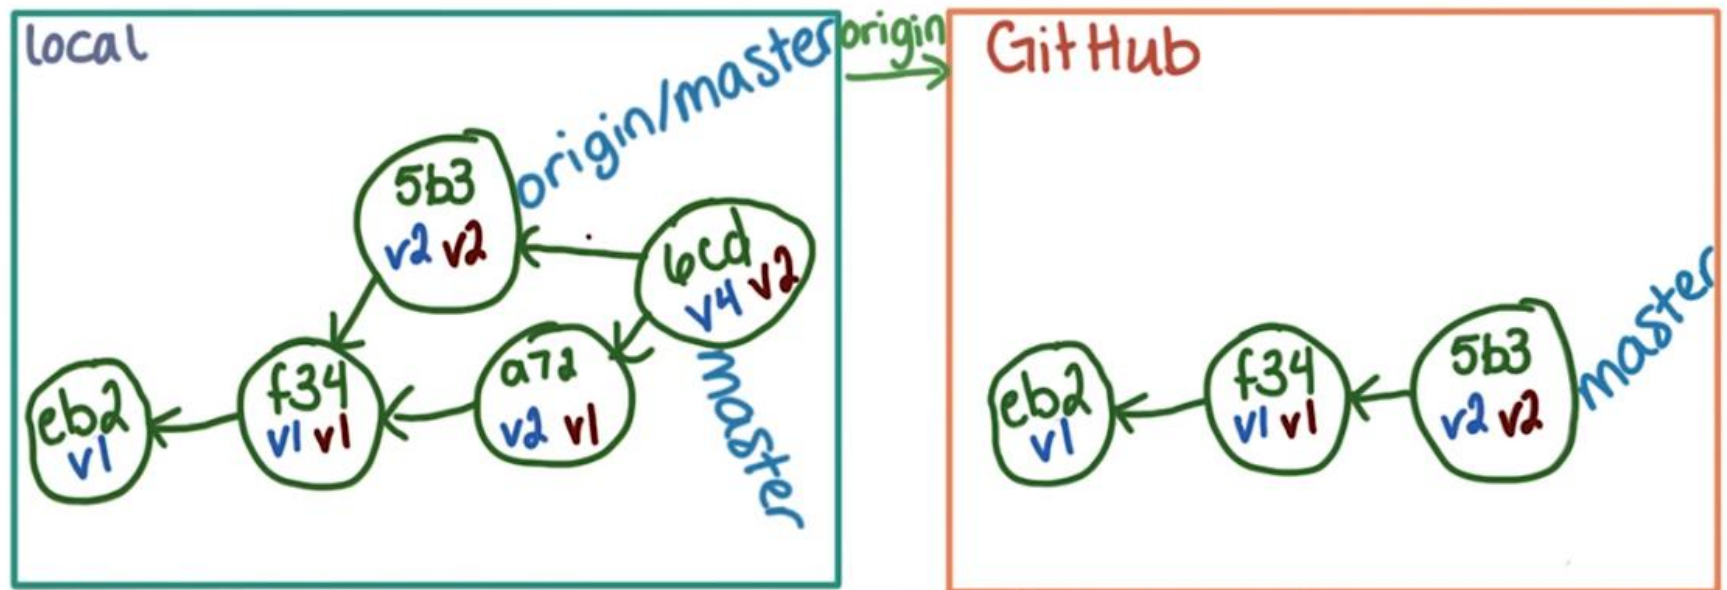 local
origin/master
5b3
v2 v2
6cd
v4 v2
eb2
v1
f34
v1 v1
a72
v2 v1
master
origin
GitHub
eb2
v1
f34
v1 v1
5b3
v2 v2
master